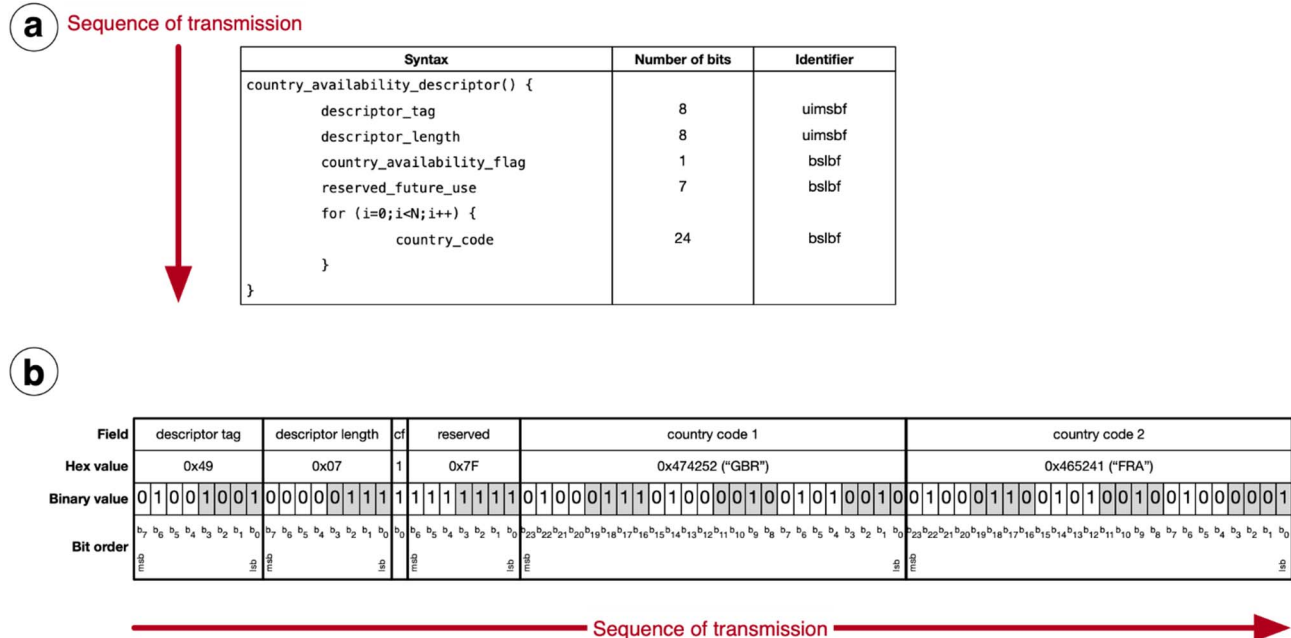 a Sequence of transmission
Syntax Number of bits Identifier
country_availability_descriptor() {
descriptor_tag 8 uimsbf
descriptor_length 8 uimsbf
country_availability_flag 1 bslbf
reserved_future_use 7 bslbf
for (i=0;i<N;i++) {
country_code 24 bslbf
}
}
b
Field descriptor tag descriptor length cf reserved country code 1 country code 2
Hex value 0x49 0x07 1 0x7F 0x474252 ("GBR") 0x465241 ("FRA")
Binary value 0 1 0 0 1 0 0 1 0 0 0 0 0 1 1 1 1 1 1 1 1 1 1 1 0 1 0 0 0 1 1 1 0 1 0 0 0 0 1 0 0 1 0 1 0 0 1 0 0 1 0 0 0 1 1 0 0 1 0 1 0 0 1 0 0 1 0 0 0 0 0 1
Bit order b7 b6 b5 b4 b3 b2 b1 b0 b7 b6 b5 b4 b3 b2 b1 b0 b0 b6 b5 b4 b3 b2 b1 b0 b23 b22 b21 b20 b19 b18 b17 b16 b15 b14 b13 b12 b11 b10 b9 b8 b7 b6 b5 b4 b3 b2 b1 b0 b23 b22 b21 b20 b19 b18 b17 b16 b15 b14 b13 b12 b11 b10 b9 b8 b7 b6 b5 b4 b3 b2 b1 b0
msb lsb msb lsb msb lsb msb lsb msb lsb
Sequence of transmission